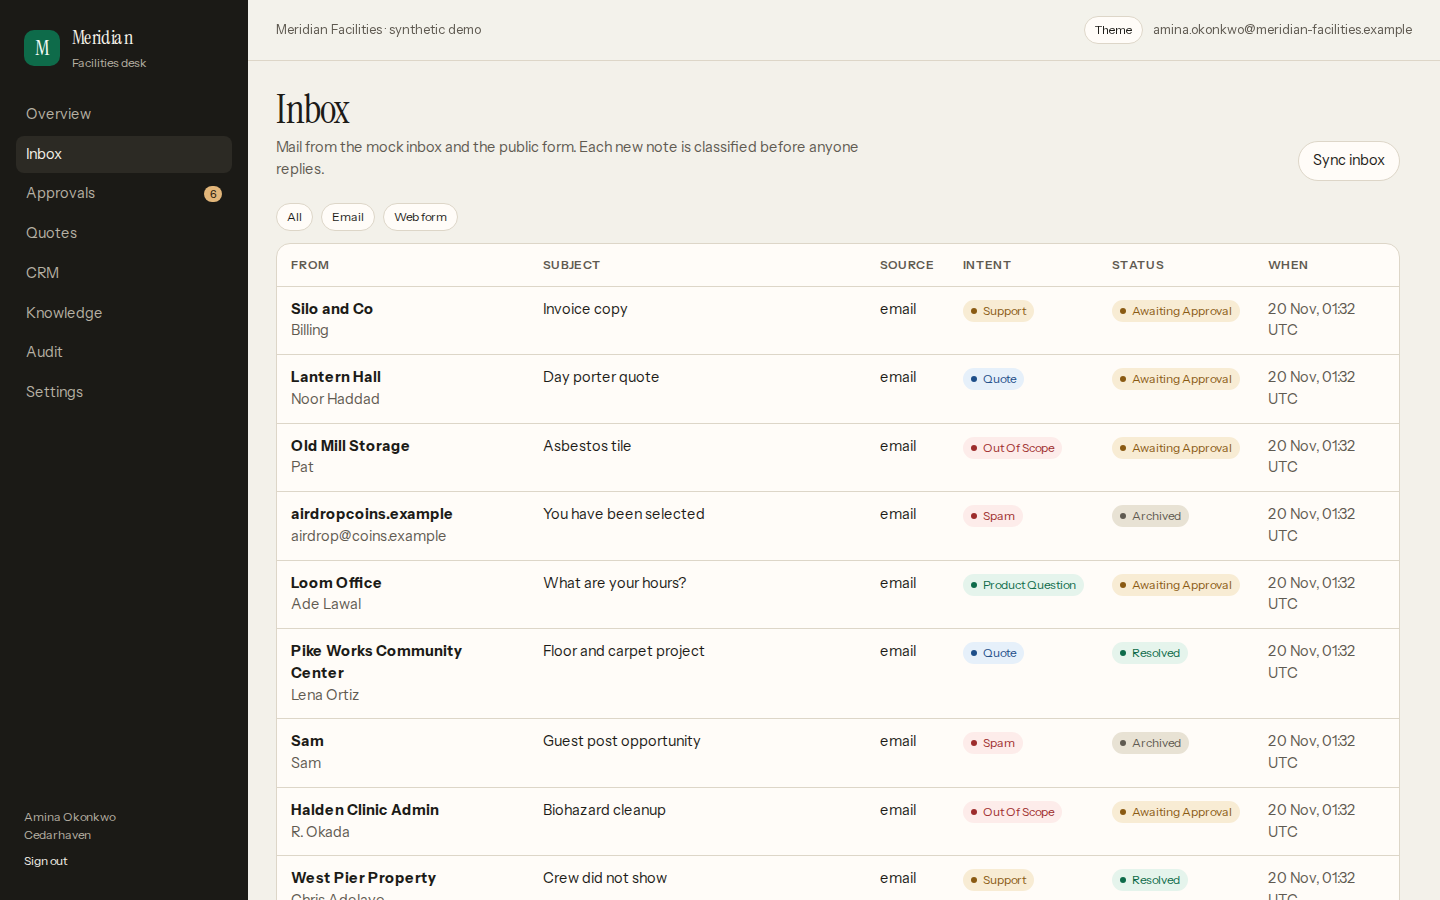 M
Meridian
Facilities desk
Overview
Inbox
Approvals 6
Quotes
CRM
Knowledge
Audit
Settings
Amina Okonkwo
Cedarhaven
Sign out
Meridian Facilities · synthetic demo
Theme
amina.okonkwo@meridian-facilities.example
Inbox
Mail from the mock inbox and the public form. Each new note is classified before anyone
replies.
Sync inbox
All Email Web form
FROM SUBJECT SOURCE INTENT STATUS WHEN
Silo and Co Invoice copy email Support Awaiting Approval 20 Nov, 01:32
Billing UTC
Lantern Hall Day porter quote email Quote Awaiting Approval 20 Nov, 01:32
Noor Haddad UTC
Old Mill Storage Asbestos tile email Out Of Scope Awaiting Approval 20 Nov, 01:32
Pat UTC
airdropcoins.example You have been selected email Spam Archived 20 Nov, 01:32
airdrop@coins.example UTC
Loom Office What are your hours? email Product Question Awaiting Approval 20 Nov, 01:32
Ade Lawal UTC
Pike Works Community Floor and carpet project email Quote Resolved 20 Nov, 01:32
Center UTC
Lena Ortiz
Sam Guest post opportunity email Spam Archived 20 Nov, 01:32
Sam UTC
Halden Clinic Admin Biohazard cleanup email Out Of Scope Awaiting Approval 20 Nov, 01:32
R. Okada UTC
West Pier Property Crew did not show email Support Resolved 20 Nov, 01:32
Chris Adelayo UTC